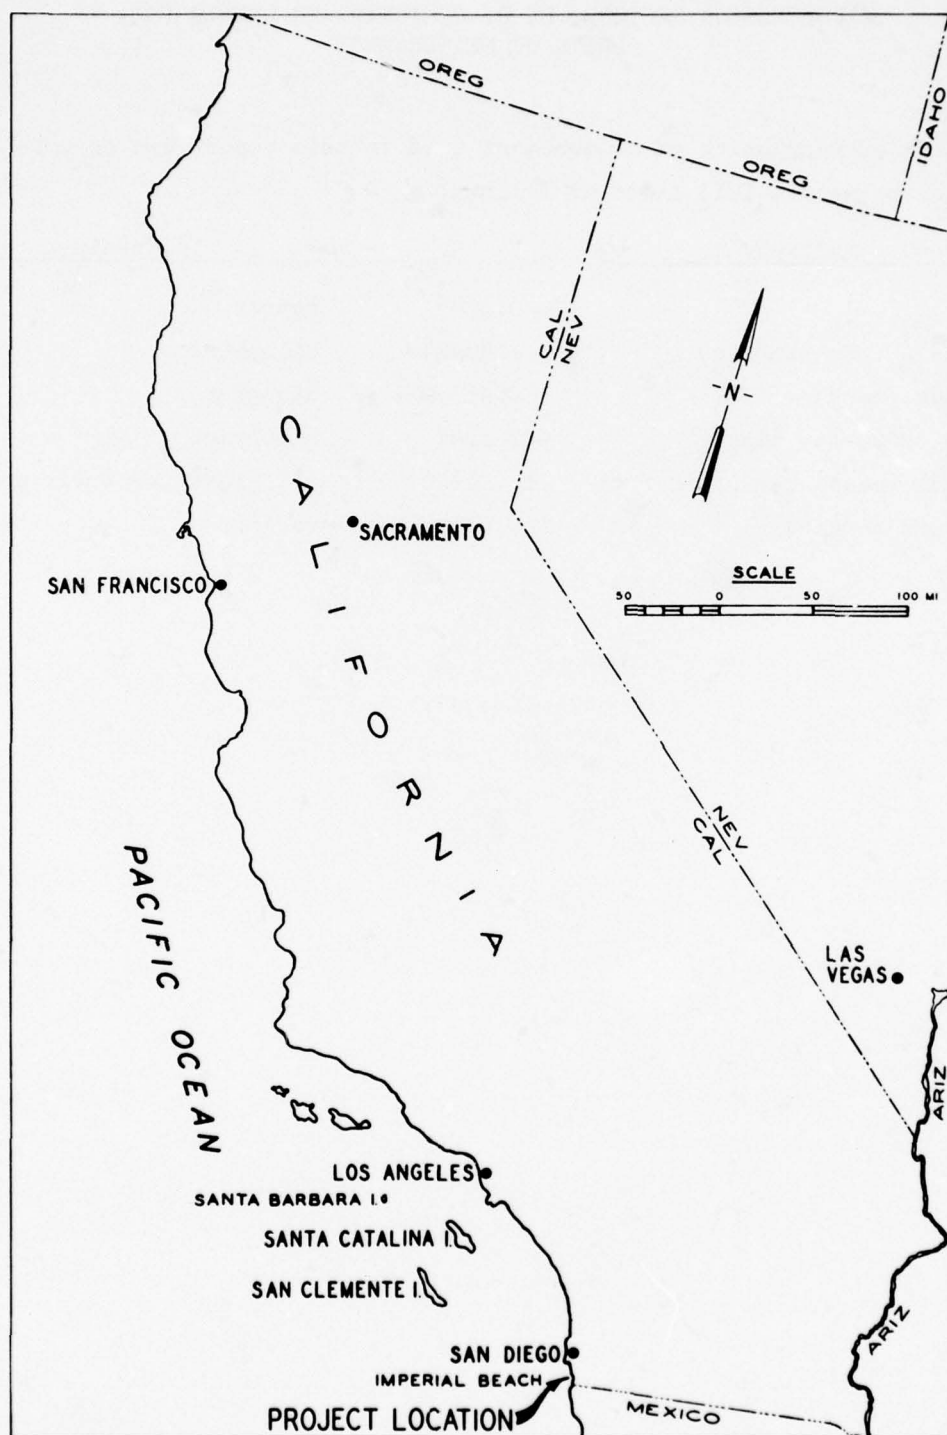 OREG
IDAHO
OREG
CAL
NEV
N
CALIFORNIA
SACRAMENTO
SAN FRANCISCO
SCALE
50 0 50 100 MI
NEV
CAL
PACIFIC OCEAN
LAS
VEGAS
ARIZ
LOS ANGELES
SANTA BARBARA I.
SANTA CATALINA I.
SAN CLEMENTE I.
ARIZ
SAN DIEGO
IMPERIAL BEACH
MEXICO
PROJECT LOCATION